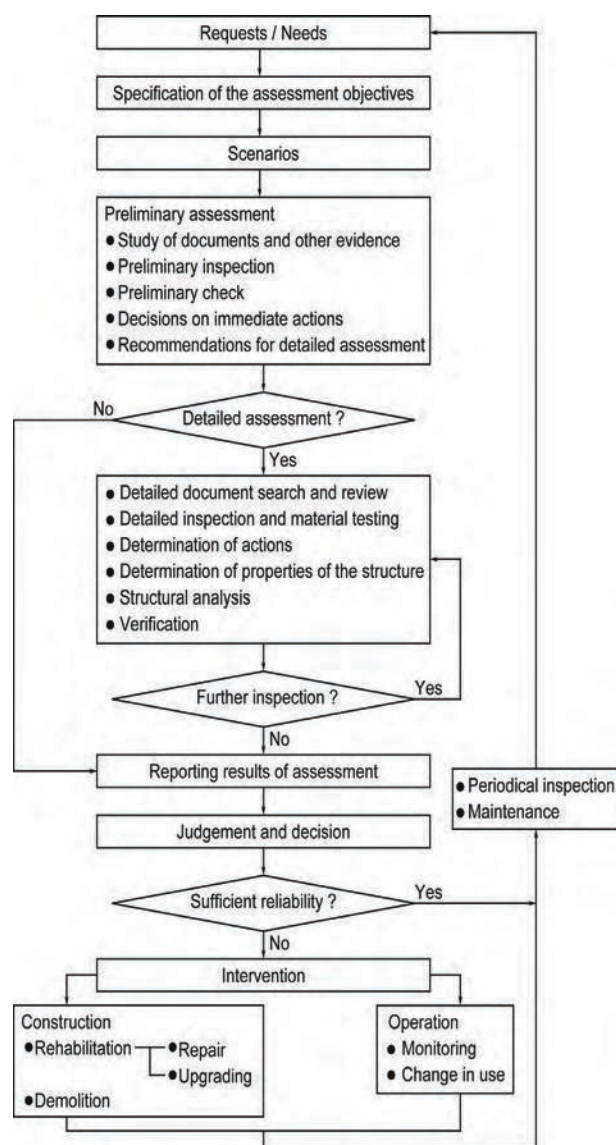 Requests / Needs
Specification of the assessment objectives
Scenarios
Preliminary assessment
● Study of documents and other evidence
● Preliminary inspection
● Preliminary check
● Decisions on immediate actions
● Recommendations for detailed assessment
No
Detailed assessment ?
Yes
● Detailed document search and review
● Detailed inspection and material testing
● Determination of actions
● Determination of properties of the structure
● Structural analysis
● Verification
Further inspection ?
Yes
No
Reporting results of assessment
● Periodical inspection
● Maintenance
Judgement and decision
Sufficient reliability ?
Yes
No
Intervention
Construction
● Rehabilitation
● Repair
● Upgrading
● Demolition
Operation
● Monitoring
● Change in use